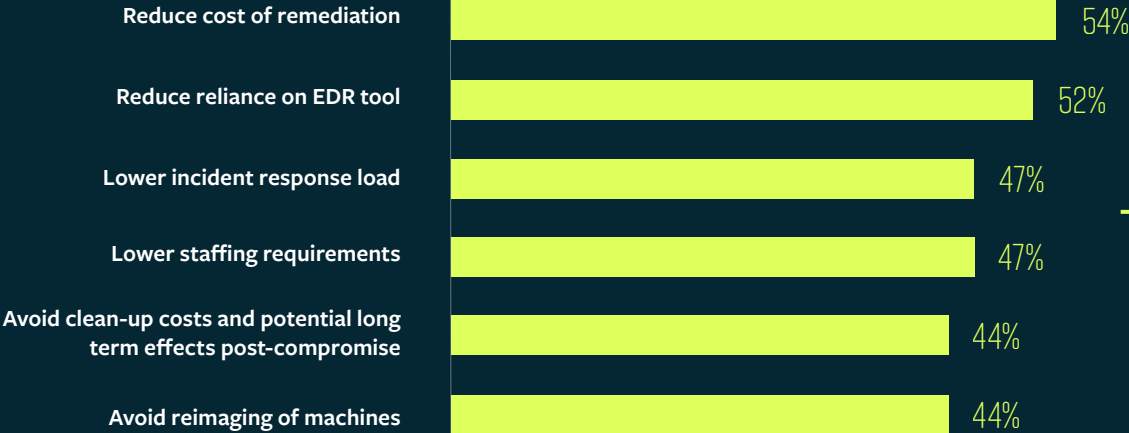 Reduce cost of remediation 54%
Reduce reliance on EDR tool 52%
Lower incident response load 47%
Lower staffing requirements 47%
Avoid clean-up costs and potential long
term effects post-compromise 44%
Avoid reimaging of machines 44%